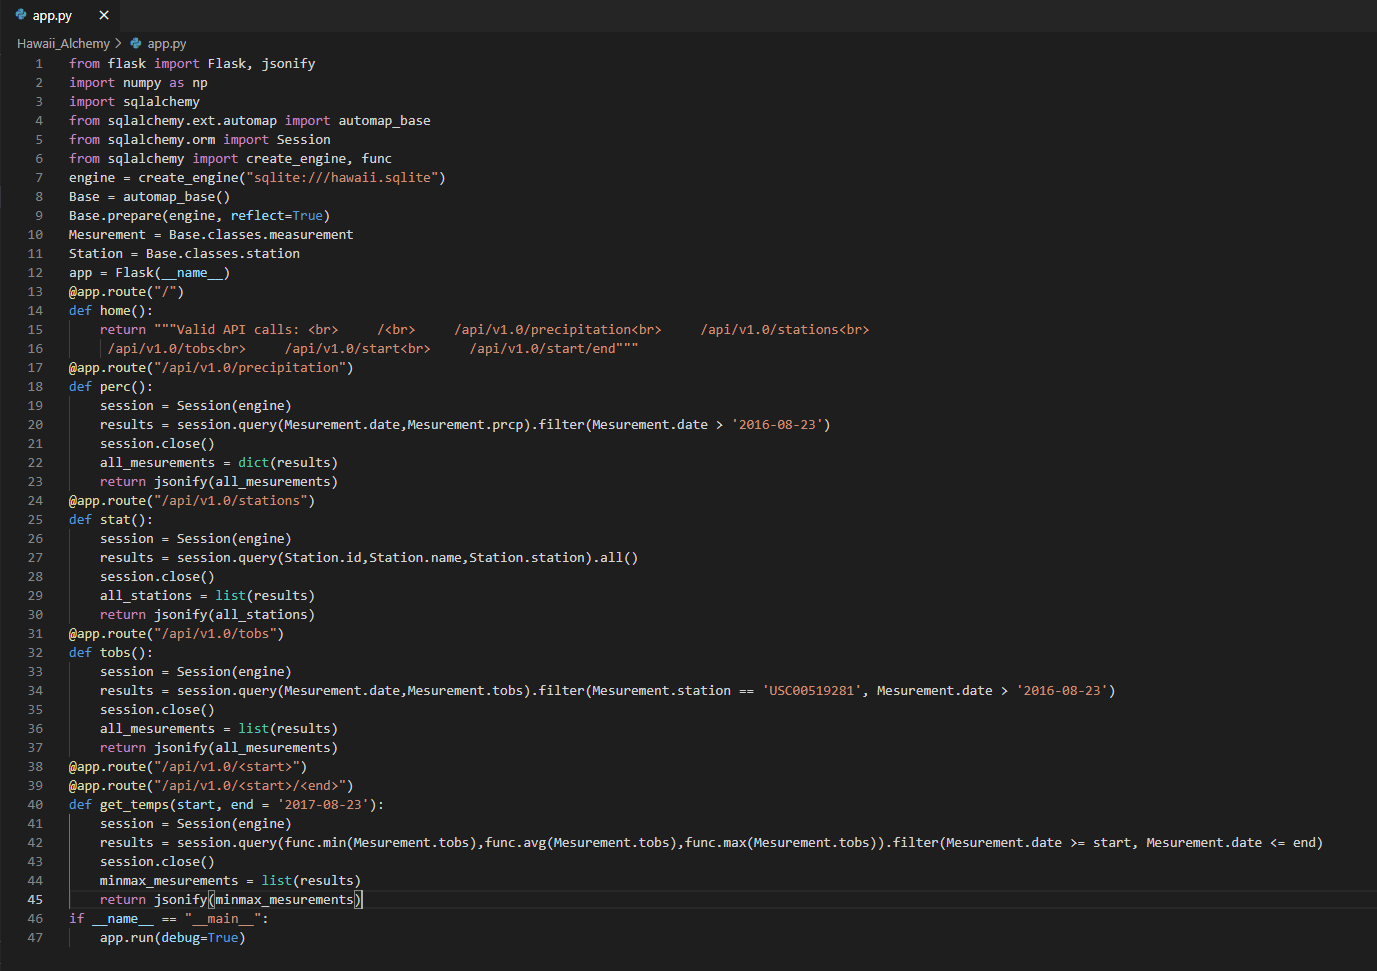 app.py
Hawaii_Alchemy > app.py
1 from flask import Flask, jsonify
2 import numpy as np
3 import sqlalchemy
4 from sqlalchemy.ext.automap import automap_base
5 from sqlalchemy.orm import Session
6 from sqlalchemy import create_engine, func
7 engine = create_engine("sqlite:///hawaii.sqlite")
8 Base = automap_base()
9 Base.prepare(engine, reflect=True)
10 Mesurement = Base.classes.measurement
11 Station = Base.classes.station
12 app = Flask(__name__)
13 @app.route("/")
14 def home():
15     return """Valid API calls: <br>     /<br>     /api/v1.0/precipitation<br>     /api/v1.0/stations<br>
16      /api/v1.0/tobs<br>     /api/v1.0/start<br>     /api/v1.0/start/end"""
17 @app.route("/api/v1.0/precipitation")
18 def perc():
19     session = Session(engine)
20     results = session.query(Mesurement.date,Mesurement.prcp).filter(Mesurement.date > '2016-08-23')
21     session.close()
22     all_mesurements = dict(results)
23     return jsonify(all_mesurements)
24 @app.route("/api/v1.0/stations")
25 def stat():
26     session = Session(engine)
27     results = session.query(Station.id,Station.name,Station.station).all()
28     session.close()
29     all_stations = list(results)
30     return jsonify(all_stations)
31 @app.route("/api/v1.0/tobs")
32 def tobs():
33     session = Session(engine)
34     results = session.query(Mesurement.date,Mesurement.tobs).filter(Mesurement.station == 'USC00519281', Mesurement.date > '2016-08-23')
35     session.close()
36     all_mesurements = list(results)
37     return jsonify(all_mesurements)
38 @app.route("/api/v1.0/<start>")
39 @app.route("/api/v1.0/<start>/<end>")
40 def get_temps(start, end = '2017-08-23'):
41     session = Session(engine)
42     results = session.query(func.min(Mesurement.tobs),func.avg(Mesurement.tobs),func.max(Mesurement.tobs)).filter(Mesurement.date >= start, Mesurement.date <= end)
43     session.close()
44     minmax_mesurements = list(results)
45     return jsonify(minmax_mesurements)
46 if __name__ == "__main__":
47     app.run(debug=True)